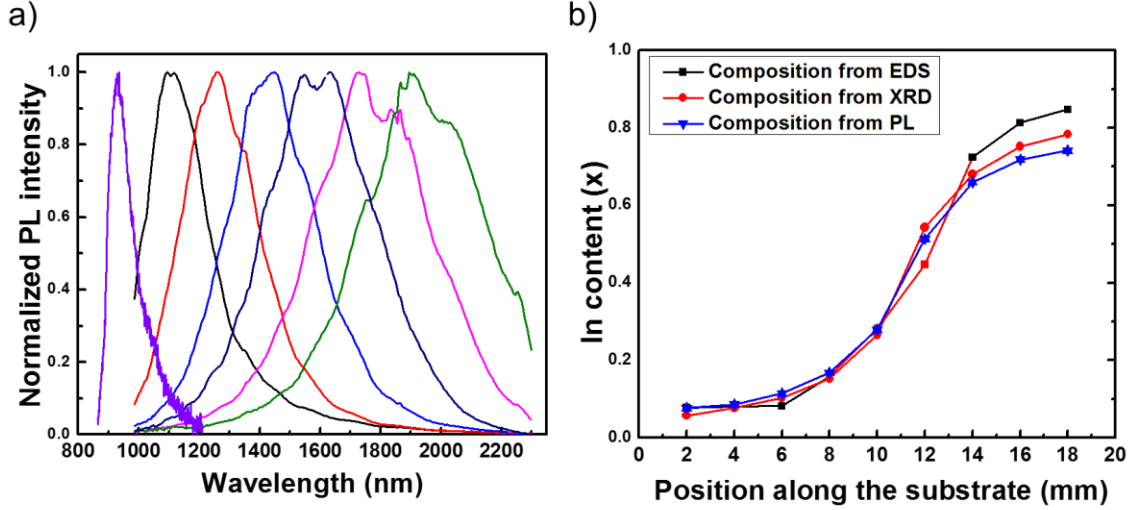 a)
Normalized PL intensity
1.0
0.8
0.6
0.4
0.2
0.0
800 1000 1200 1400 1600 1800 2000 2200
Wavelength (nm)
b)
In content (x)
1.0
0.8
0.6
0.4
0.2
0.0
Composition from EDS
Composition from XRD
Composition from PL
0 2 4 6 8 10 12 14 16 18 20
Position along the substrate (mm)